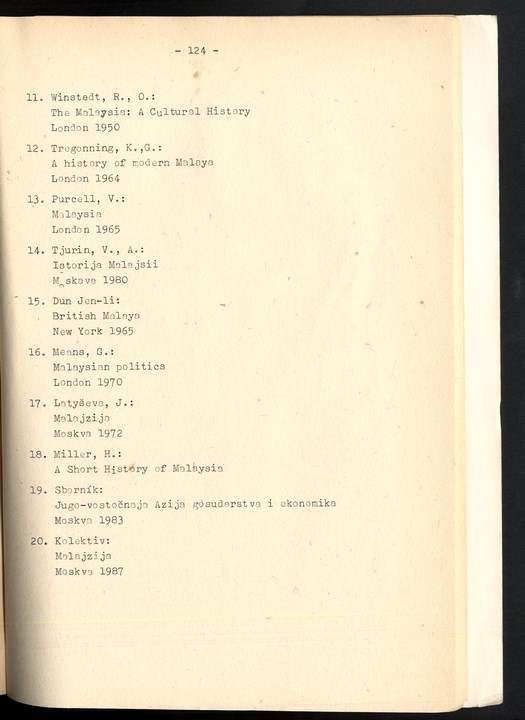 - 124 -
11. Winstedt, R., O.:
The Malaysia: A Cultural History
London 1950
12. Tregonning, K.,G.:
A history of modern Malaya
London 1964
13. Purcell, V.:
Malaysia
London 1965
14. Tjurin, V., A.:
Istorija Malajsii
Moskava 1980
15. Dun Jen-li:
British Malaya
New York 1965
16. Means, G.:
Malaysian politics
London 1970
17. Latyševa, J.:
Malajzija
Moskva 1972
18. Miller, H.:
A Short History of Malaysia
19. Sborník:
Jugo-vostočnaja Azija gosudarstva i ekonomika
Moskva 1983
20. Kolektiv:
Malajzija
Moskva 1987